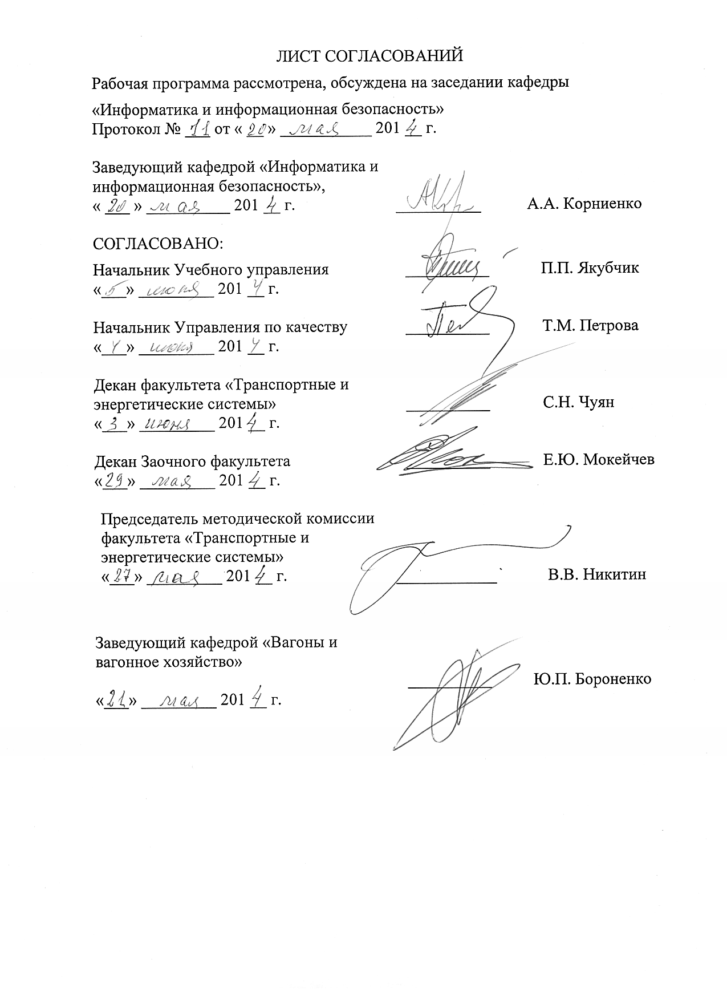 ЛИСТ СОГЛАСОВАНИЙ
Рабочая программа рассмотрена, обсуждена на заседании кафедры
«Информатика и информационная безопасность»
Протокол № 11 от « 20 » мая 2014 г.
Заведующий кафедрой «Информатика и
информационная безопасность»,
« 20 » мая 2014 г. А.А. Корниенко
СОГЛАСОВАНО:
Начальник Учебного управления
« 5 » июня 2014 г. П.П. Якубчик
Начальник Управления по качеству
« 4 » июня 2014 г. Т.М. Петрова
Декан факультета «Транспортные и
энергетические системы»
« 3 » июня 2014 г. С.Н. Чуян
Декан Заочного факультета
« 29 » мая 2014 г. Е.Ю. Мокейчев
Председатель методической комиссии
факультета «Транспортные и
энергетические системы»
« 27 » мая 2014 г. В.В. Никитин
Заведующий кафедрой «Вагоны и
вагонное хозяйство»
Ю.П. Бороненко
« 21 » мая 2014 г.